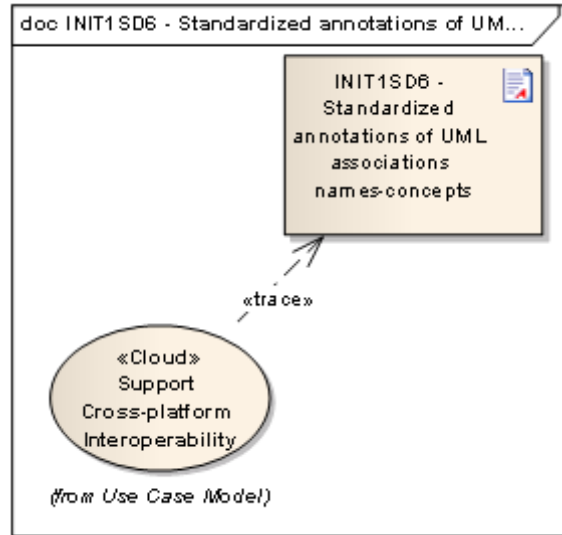 doc INIT1SD6 - Standardized annotations of UM...
INIT1SD6 -
Standardized
annotations of UML
associations
names-concepts
«trace»
«Cloud»
Support
Cross-platform
Interoperability
(from Use Case Model)